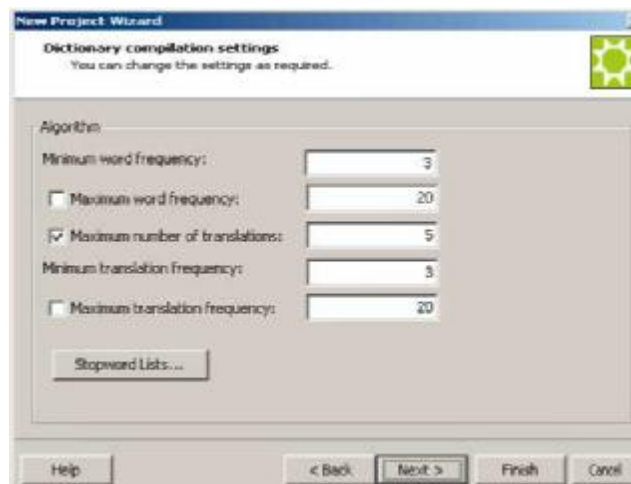 New Project Wizard
Dictionary compilation settings
You can change the settings as required.
Algorithm
Minimum word frequency: 3
Maximum word frequency: 20
Maximum number of translations: 5
Minimum translation frequency: 3
Maximum translation frequency: 20
Stopword Lists...
Help < Back Next > Finish Cancel